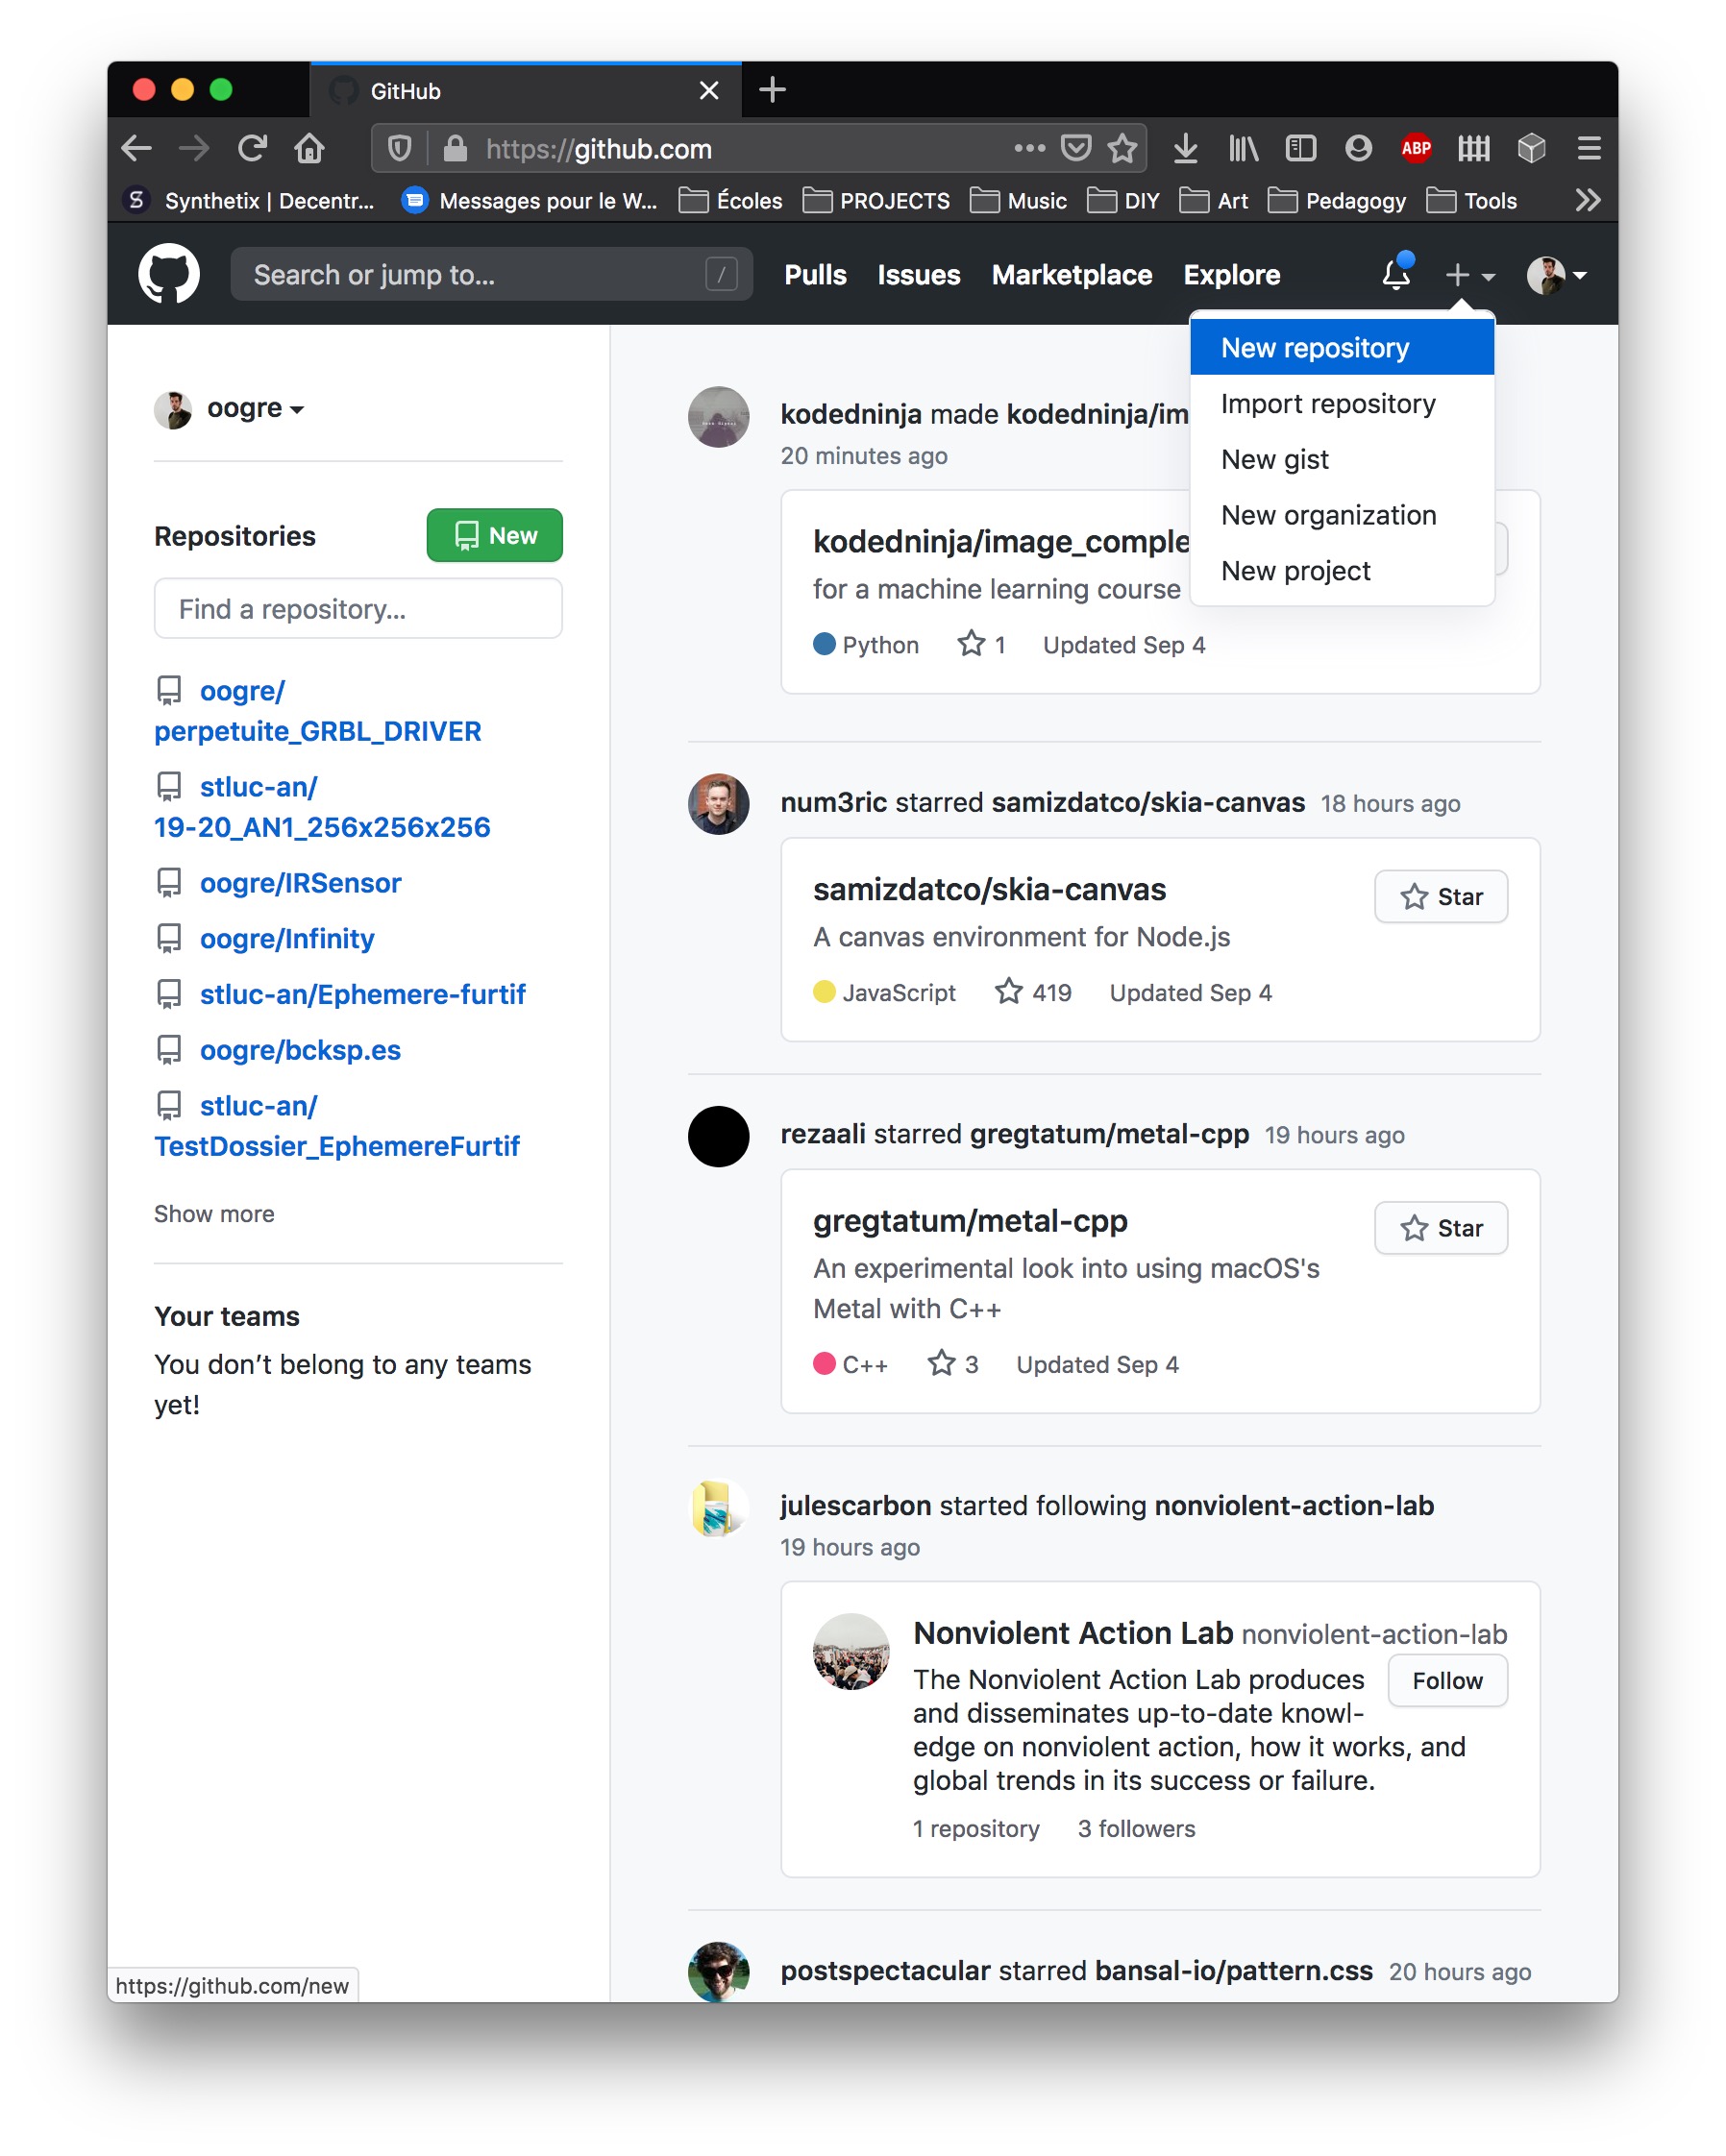 GitHub
https://github.com
ABP
S Synthetix | Decentr... Messages pour le W... Écoles PROJECTS Music DIY Art Pedagogy Tools
Search or jump to... / Pulls Issues Marketplace Explore
New repository
Import repository
New gist
New organization
New project
oogre
Repositories New
Find a repository...
oogre/
perpetuite_GRBL_DRIVER
stluc-an/
19-20_AN1_256x256x256
oogre/IRSensor
oogre/Infinity
stluc-an/Ephemere-furtif
oogre/bcksp.es
stluc-an/
TestDossier_EphemereFurtif
Show more
Your teams
You don’t belong to any teams
yet!
kodedninja made kodedninja/im
20 minutes ago
kodedninja/image_comple
for a machine learning course
Python 1 Updated Sep 4
num3ric starred samizdatco/skia-canvas 18 hours ago
samizdatco/skia-canvas Star
A canvas environment for Node.js
JavaScript 419 Updated Sep 4
rezaali starred gregtatum/metal-cpp 19 hours ago
gregtatum/metal-cpp Star
An experimental look into using macOS's
Metal with C++
C++ 3 Updated Sep 4
julescarbon started following nonviolent-action-lab
19 hours ago
Nonviolent Action Lab nonviolent-action-lab
The Nonviolent Action Lab produces Follow
and disseminates up-to-date knowl-
edge on nonviolent action, how it works, and
global trends in its success or failure.
1 repository 3 followers
postspectacular starred bansal-io/pattern.css 20 hours ago
https://github.com/new